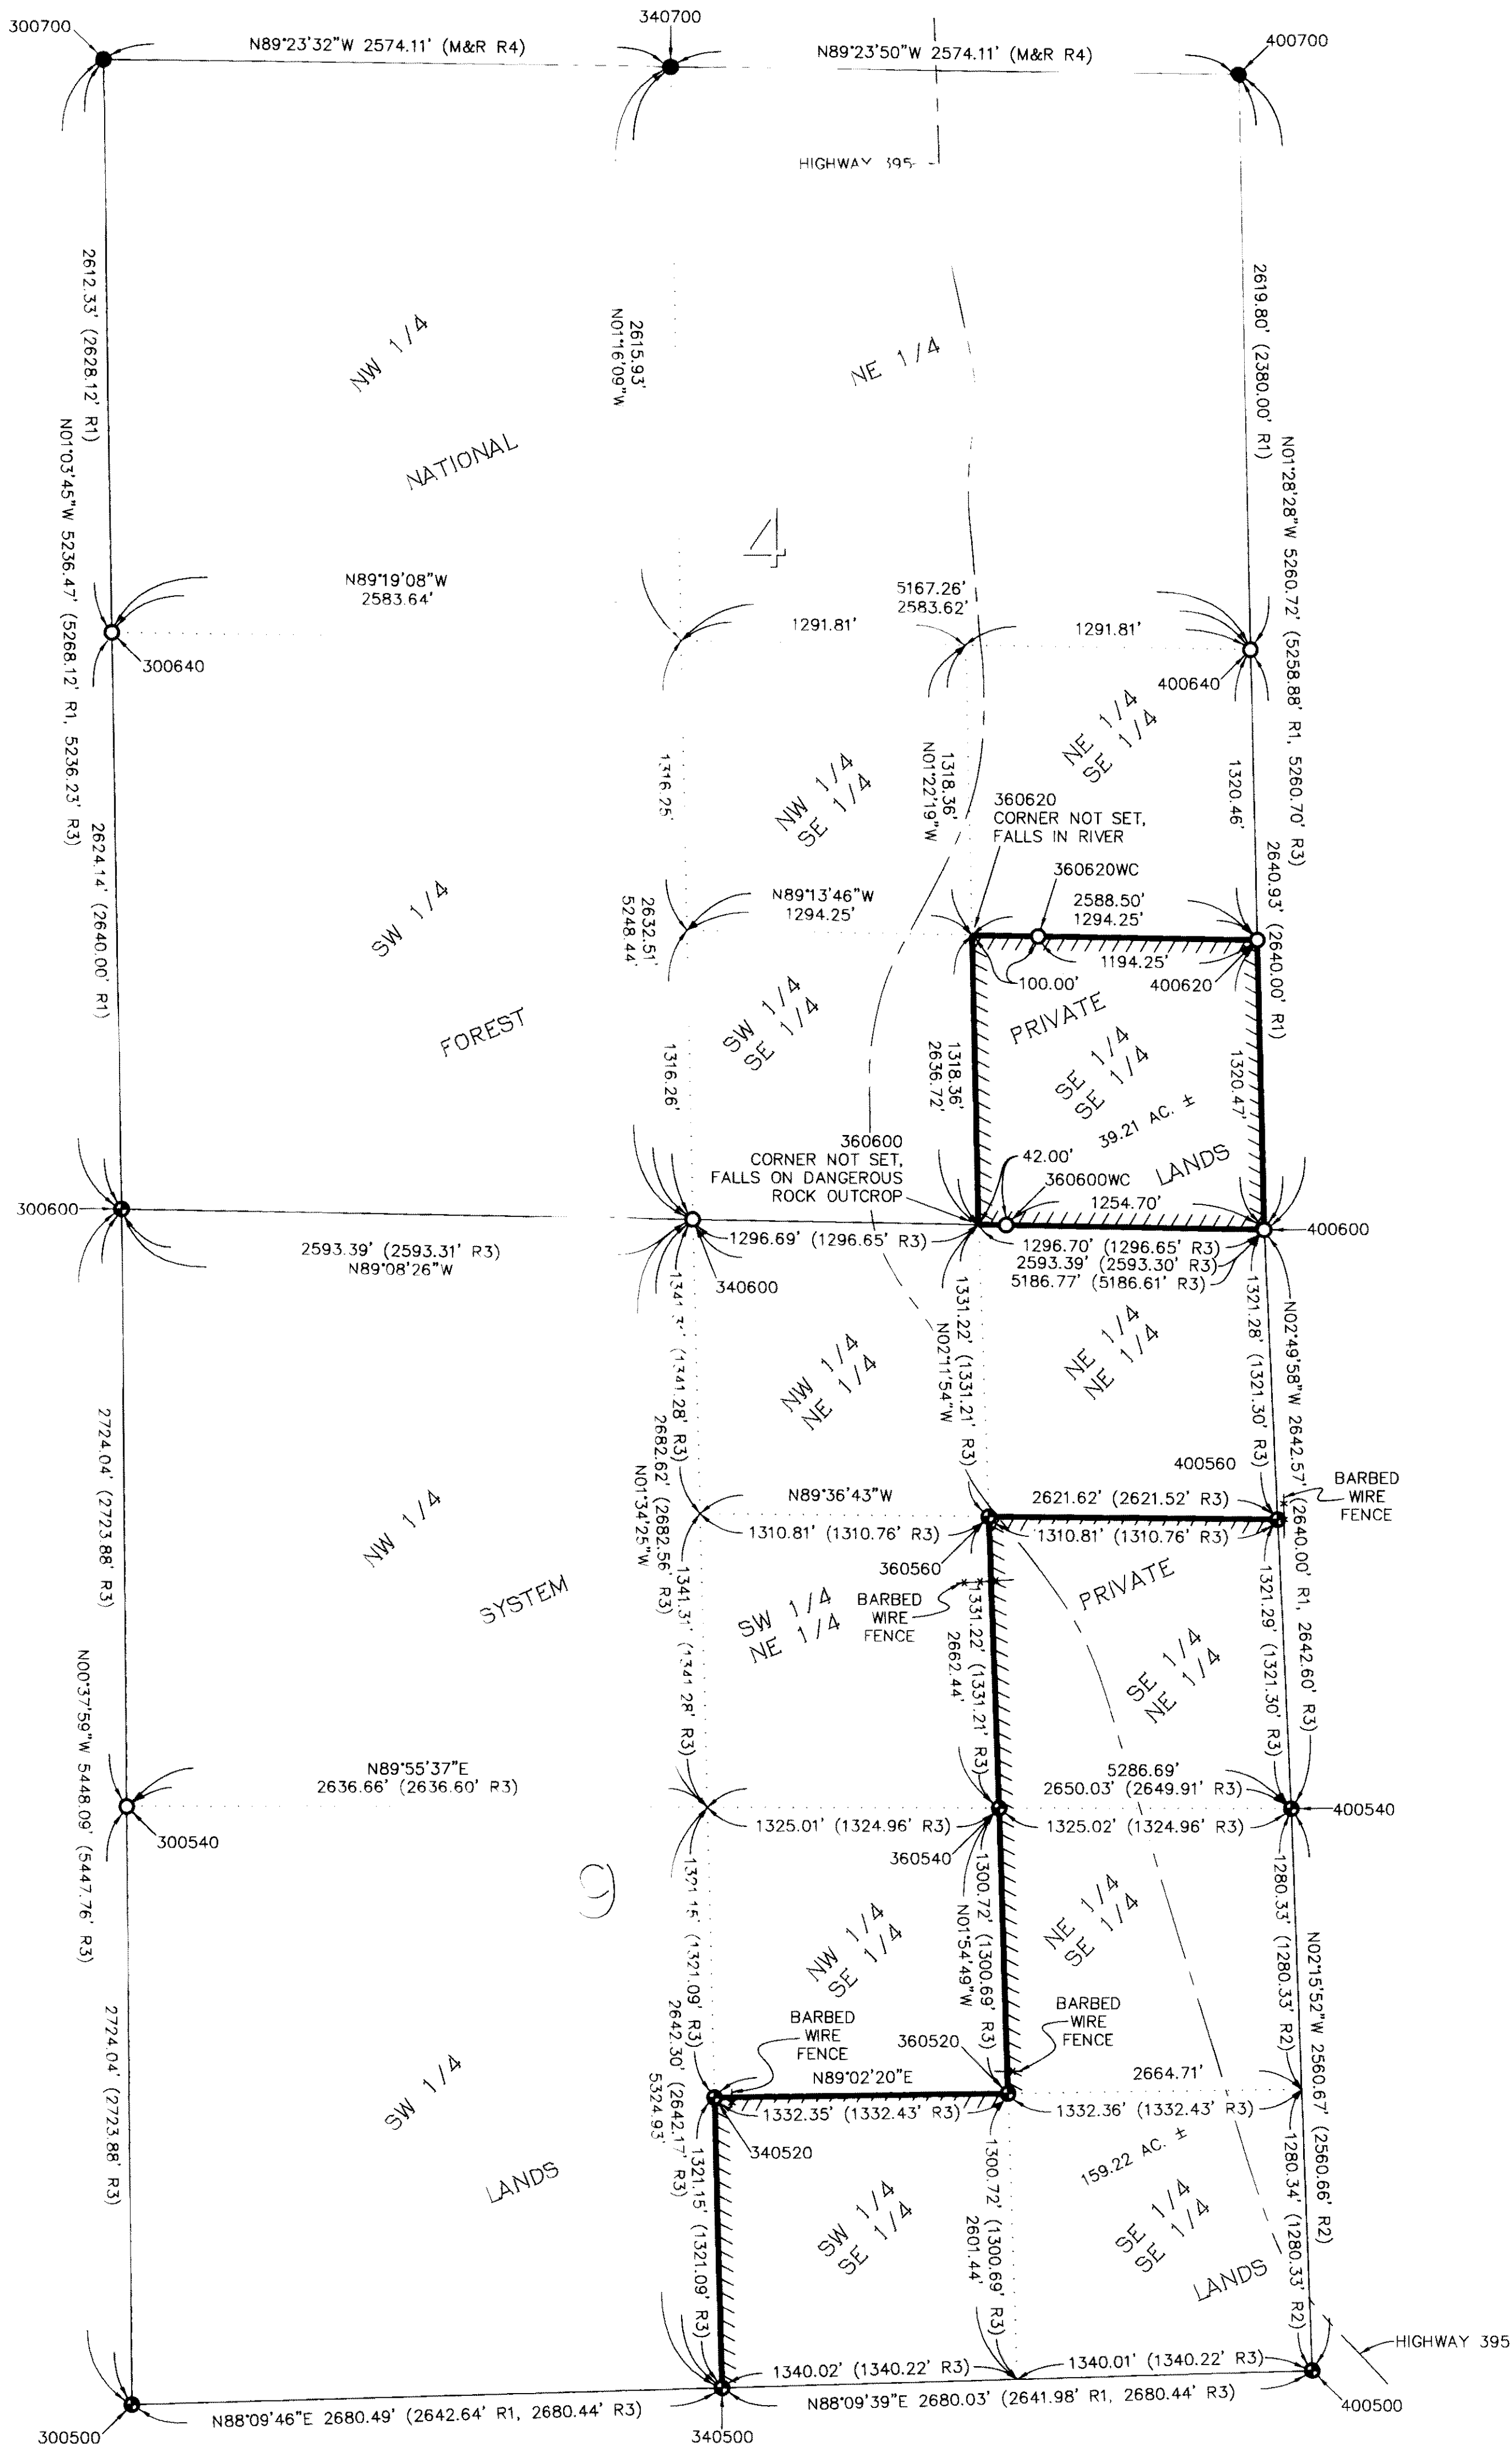 300700
340700
400700
N89°23'32"W 2574.11' (M&R R4)
N89°23'50"W 2574.11' (M&R R4)
HIGHWAY 395
2612.33' (2628.12' R1)
N01°03'45"W 5236.47' (5268.12' R1, 5236.23' R3)
2615.93'
N01°16'09"W
2619.80' (2380.00' R1)
N01°28'28"W 5260.72' (5258.88' R1, 5260.70' R3)
NW 1/4
NE 1/4
NATIONAL
4
N89°19'08"W
2583.64'
5167.26'
2583.62'
1291.81'
1291.81'
300640
400640
NE 1/4
SE 1/4
NW 1/4
SE 1/4
1316.25'
1318.36'
N01°22'19"W
1320.46'
360620
CORNER NOT SET,
FALLS IN RIVER
360620WC
2624.14' (2640.00' R1)
2640.93' (2640.00' R1)
SW 1/4
2632.51'
5248.44'
N89°13'46"W
1294.25'
2588.50'
1294.25'
1194.25'
100.00'
400620
PRIVATE
FOREST
SW 1/4
SE 1/4
SE 1/4
SE 1/4
39.21 AC. ±
LANDS
1316.26'
1318.36'
2636.72'
1320.47'
360600
CORNER NOT SET,
FALLS ON DANGEROUS
ROCK OUTCROP
42.00'
360600WC
1254.70'
300600
400600
2593.39' (2593.31' R3)
N89°08'26"W
1296.69' (1296.65' R3)
1296.70' (1296.65' R3)
2593.39' (2593.30' R3)
5186.77' (5186.61' R3)
340600
(1341.28' R3)
2682.62' (2682.56' R3)
N01°34'25"W
1331.22' (1331.21' R3)
N02°11'54"W
1321.28' (1321.30' R3)
N02°49'58"W 2642.57' (2640.00' R1, 2642.60' R3)
NW 1/4
NE 1/4
NE 1/4
NE 1/4
2724.04' (2723.88' R3)
N00°37'59"W 5448.09' (5447.76' R3)
400560
BARBED
WIRE
FENCE
N89°36'43"W
1310.81' (1310.76' R3)
2621.62' (2621.52' R3)
1310.81' (1310.76' R3)
360560
NW 1/4
SYSTEM
SW 1/4
NE 1/4
BARBED
WIRE
FENCE
PRIVATE
1341.31' (1341.28' R3)
1331.22' (1331.21' R3)
2662.44'
1321.29' (1321.30' R3)
SE 1/4
NE 1/4
N89°55'37"E
2636.66' (2636.60' R3)
5286.69'
2650.03' (2649.91' R3)
1325.01' (1324.96' R3)
1325.02' (1324.96' R3)
300540
360540
400540
9
1321.15' (1321.09' R3)
2642.30' (2642.17' R3)
5324.93'
1300.72' (1300.69' R3)
N01°54'49"W
1280.33' (1280.33' R2)
N02°15'52"W 2560.67' (2560.66' R2)
NW 1/4
SE 1/4
NE 1/4
SE 1/4
BARBED
WIRE
FENCE
BARBED
WIRE
FENCE
360520
N89°02'20"E
2664.71'
1332.35' (1332.43' R3)
1332.36' (1332.43' R3)
340520
159.22 AC. ±
2724.04' (2723.88' R3)
SW 1/4
LANDS
1321.15' (1321.09' R3)
1300.72' (1300.69' R3)
2601.44'
1280.34' (1280.33' R2)
SW 1/4
SE 1/4
SE 1/4
SE 1/4
LANDS
HIGHWAY 395
1340.02' (1340.22' R3)
1340.01' (1340.22' R3)
N88°09'46"E 2680.49' (2642.64' R1, 2680.44' R3)
N88°09'39"E 2680.03' (2641.98' R1, 2680.44' R3)
300500
340500
400500